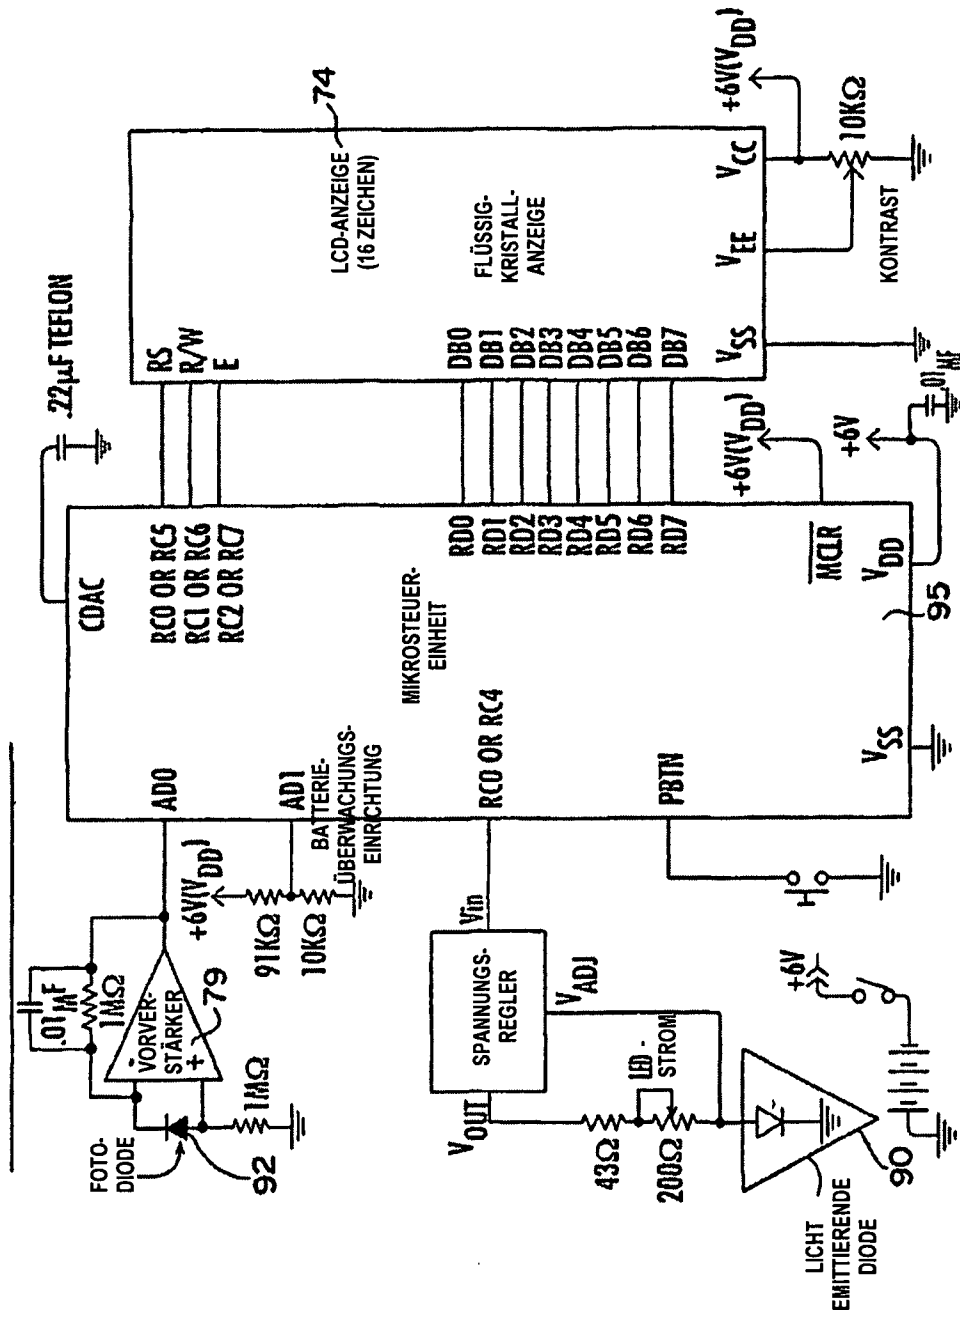 .22µF TEFLON
74
LCD-ANZEIGE
(16 ZEICHEN)
FLÜSSIG-
KRISTALL-
ANZEIGE
RS
R/W
E
DB0
DB1
DB2
DB3
DB4
DB5
DB6
DB7
VSS
VEE
VCC
+6V(VDD)
10KΩ
KONTRAST
CDAC
RC0 OR RC5
RC1 OR RC6
RC2 OR RC7
RD0
RD1
RD2
RD3
RD4
RD5
RD6
RD7
MIKROSTEUER-
EINHEIT
MCLR
+6V(VDD)
VDD
+6V
.01MF
95
VSS
AD0
AD1
BATTERIE-
ÜBERWACHUNGS-
EINRICHTUNG
RC0 OR RC4
PBTN
.01MF
1MΩ
VORVER-
STÄRKER
-
+
79
+6V(VDD)
91KΩ
10KΩ
1MΩ
FOTO-
DIODE
92
Vin
SPANNUNGS-
REGLER
VOUT
VADJ
43Ω
200Ω
LED -
STROM
+6V
90
LICHT
EMITTIERENDE
DIODE